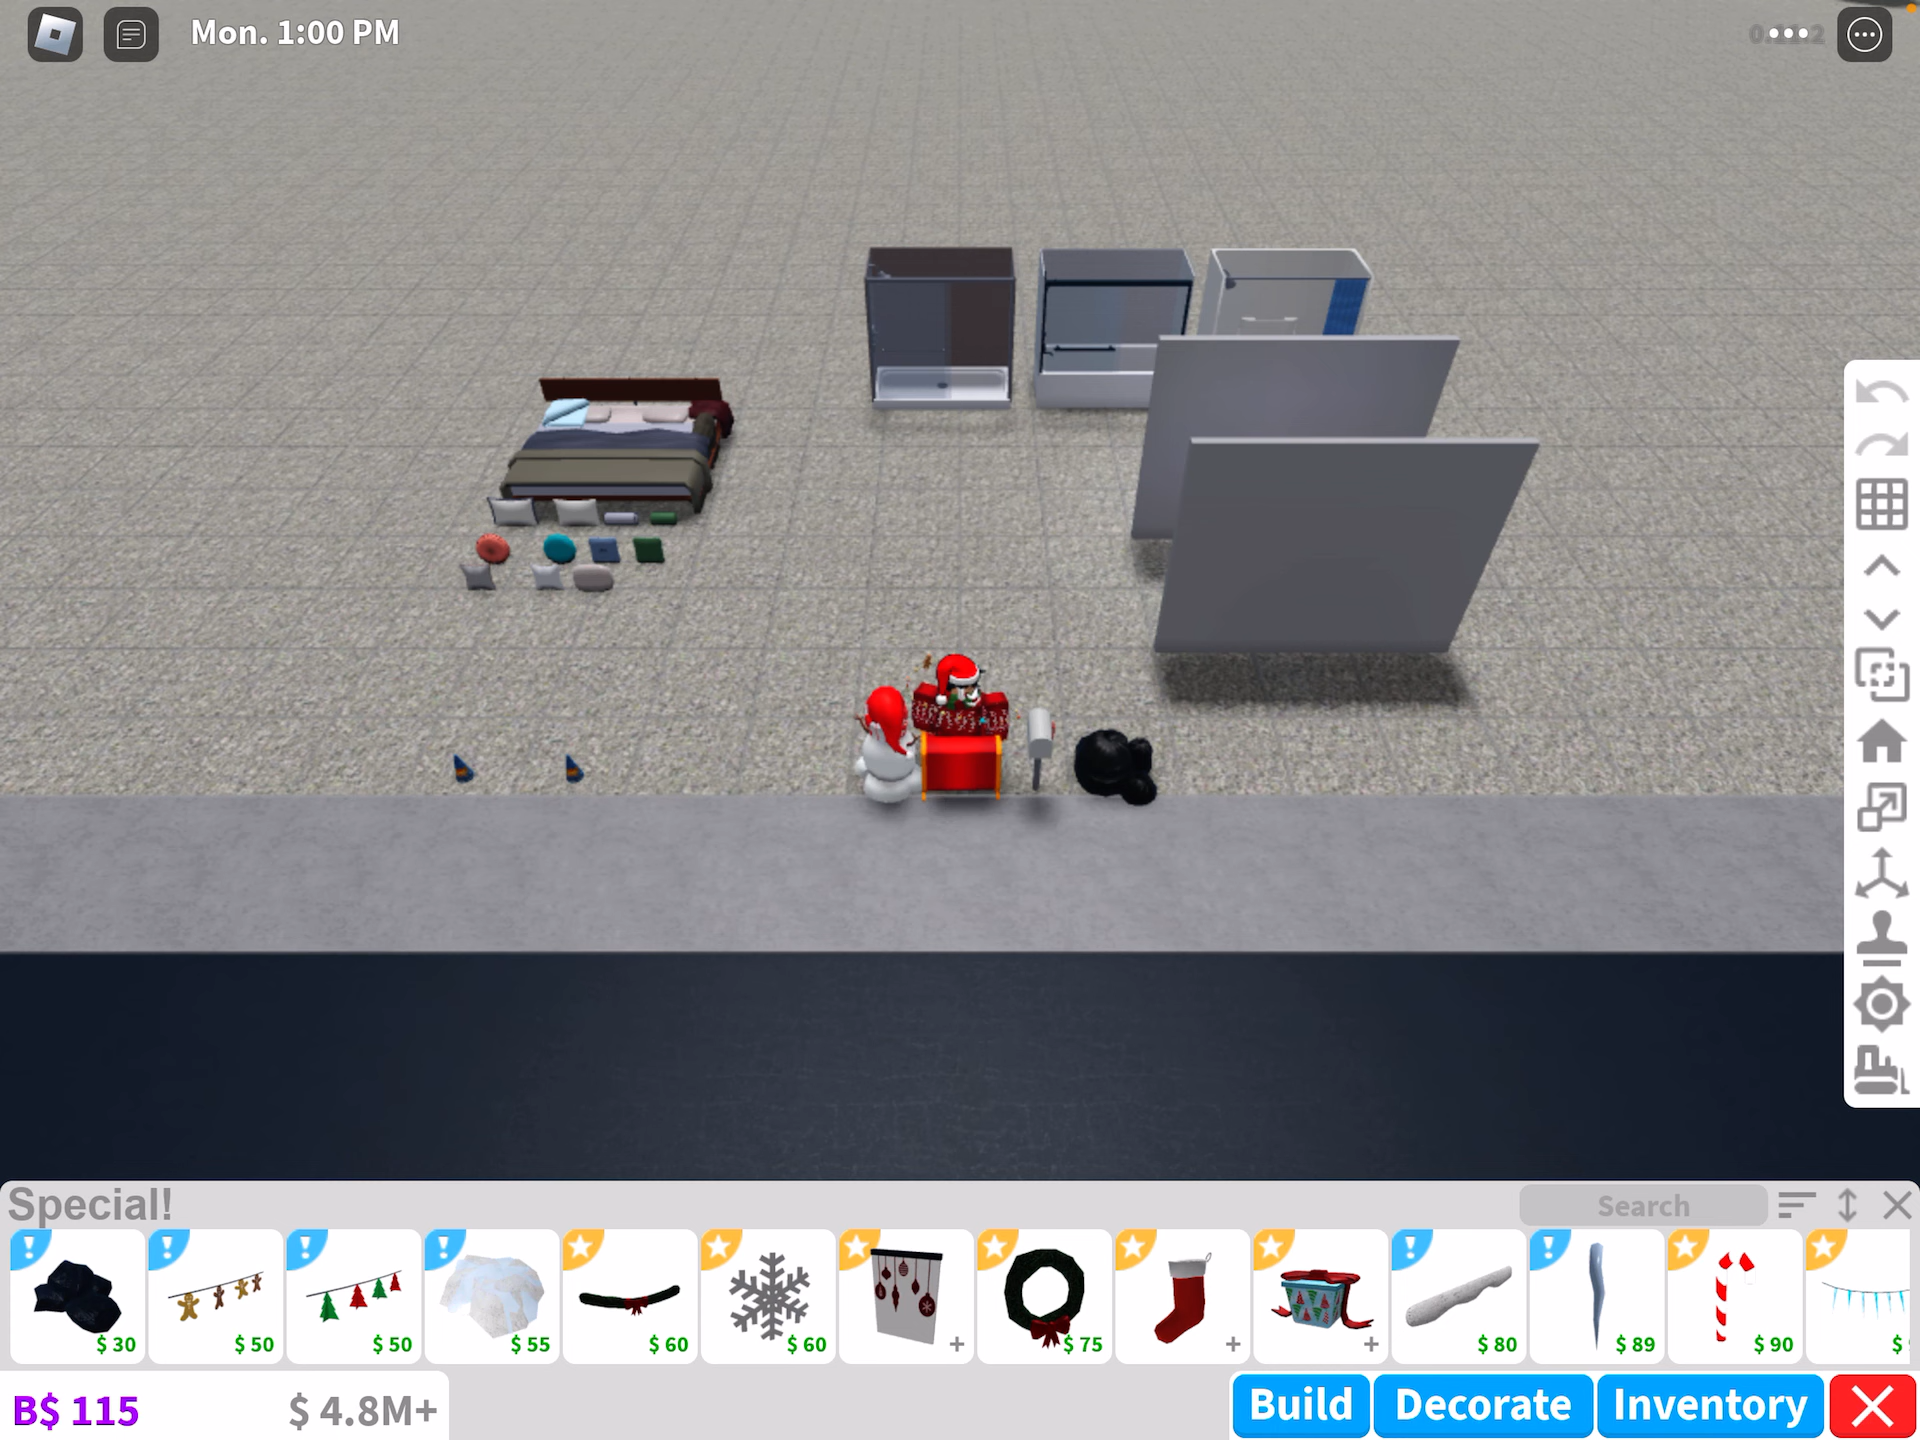 Mon. 1:00 PM
Special!
Search
$ 30
$ 50
$ 50
$ 55
$ 60
$ 60
+
$ 75
+
+
$ 80
$ 89
$ 90
$
B$ 115
$ 4.8M+
Build
Decorate
Inventory